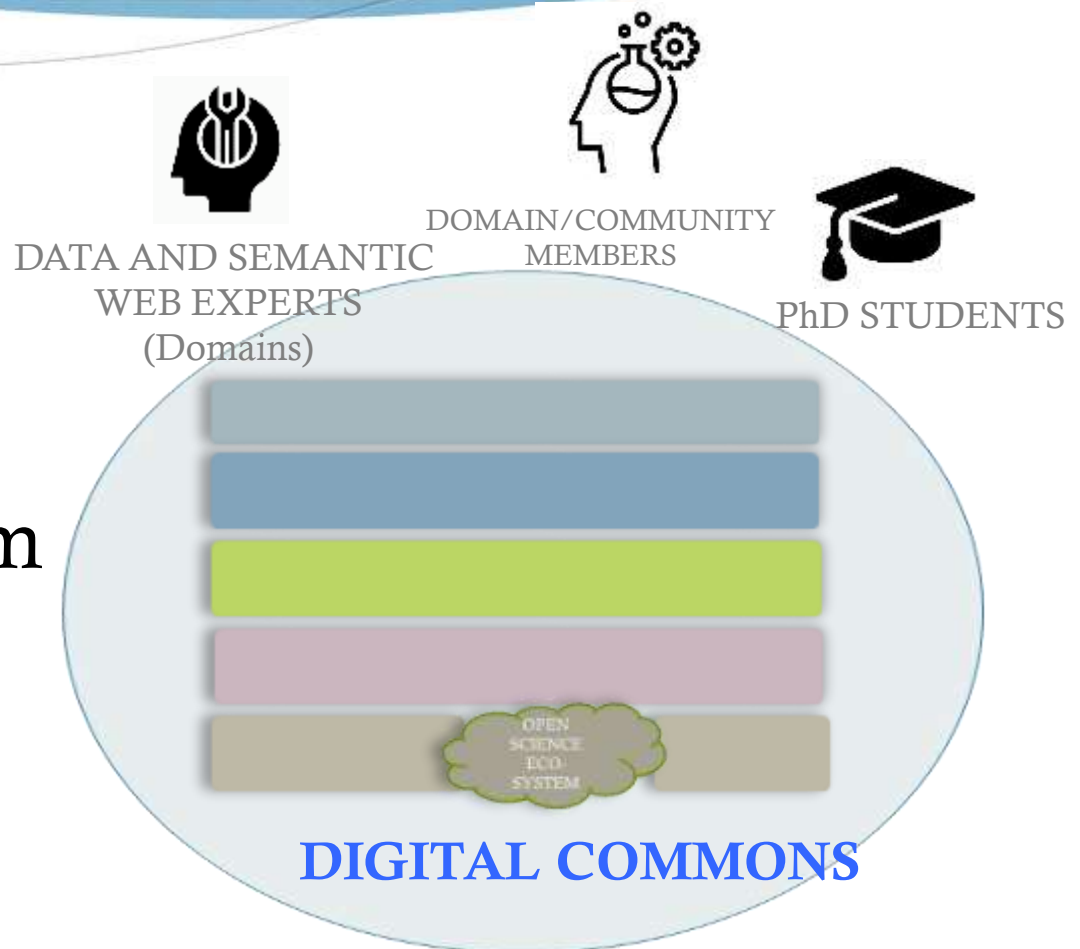 DOMAIN/COMMUNITY
MEMBERS
DATA AND SEMANTIC
WEB EXPERTS
(Domains)
PhD STUDENTS
m
OPEN
SCIENCE
ECO-
SYSTEM
DIGITAL COMMONS